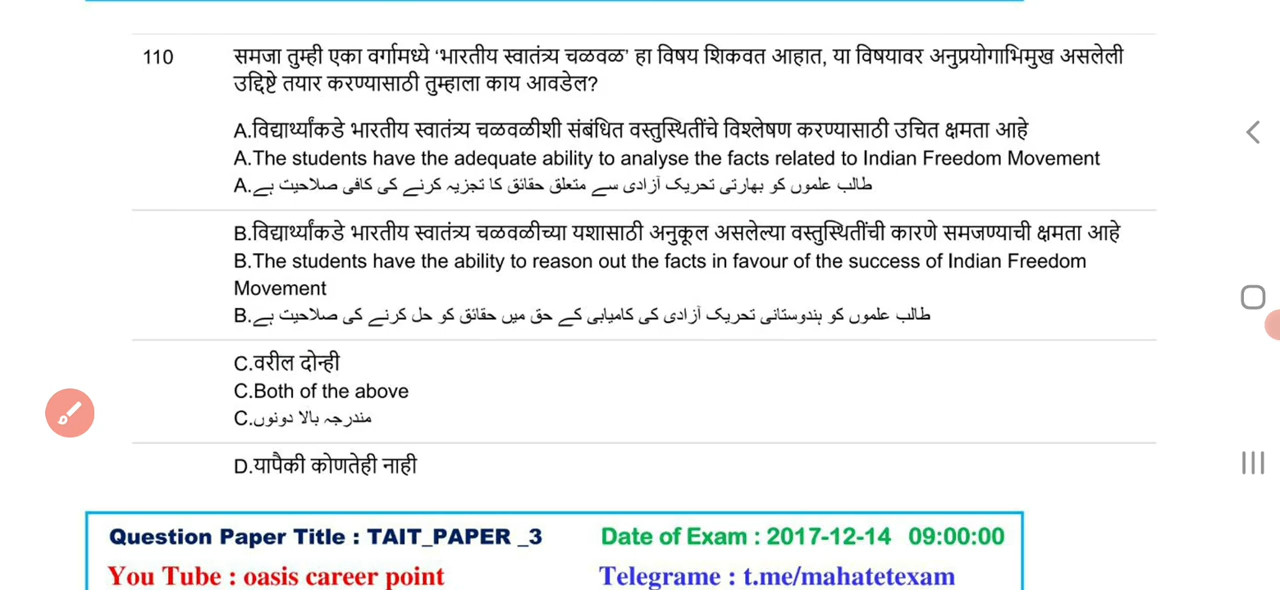 110
समजा तुम्ही एका वर्गामध्ये ‘भारतीय स्वातंत्र्य चळवळ’ हा विषय शिकवत आहात, या विषयावर अनुप्रयोगाभिमुख असलेली
उद्दिष्टे तयार करण्यासाठी तुम्हाला काय आवडेल?
A.विद्यार्थ्यांकडे भारतीय स्वातंत्र्य चळवळीशी संबंधित वस्तुस्थितींचे विश्लेषण करण्यासाठी उचित क्षमता आहे
A.The students have the adequate ability to analyse the facts related to Indian Freedom Movement
A.طالب علموں کو بھارتی تحریک آزادی سے متعلق حقائق کا تجزیہ کرنے کی کافی صلاحیت ہے
B.विद्यार्थ्यांकडे भारतीय स्वातंत्र्य चळवळीच्या यशासाठी अनुकूल असलेल्या वस्तुस्थितींची कारणे समजण्याची क्षमता आहे
B.The students have the ability to reason out the facts in favour of the success of Indian Freedom
Movement
B.طالب علموں کو ہندوستانی تحریک آزادی کی کامیابی کے حق میں حقائق کو حل کرنے کی صلاحیت ہے
C.वरील दोन्ही
C.Both of the above
C.مندرجہ بالا دونوں
D.यापैकी कोणतेही नाही
Question Paper Title : TAIT_PAPER _3 Date of Exam : 2017-12-14 09:00:00
You Tube : oasis career point Telegrame : t.me/mahatetexam